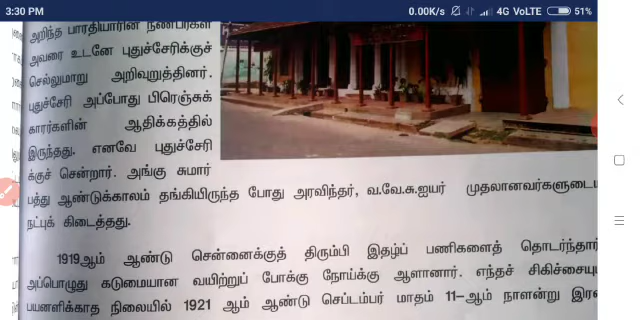 3:30 PM 0.00K/s 4G VoLTE 51%
அறிந்த பாரதியாரின் நண்பர்கள்
அவரை உடனே புதுச்சேரிக்குச்
செல்லுமாறு அறிவுறுத்தினர்.
புதுச்சேரி அப்போது பிரெஞ்சுக்
காரர்களின் ஆதிக்கத்தில்
இருந்தது, எனவே புதுச்சேரி
க்குச் சென்றார். அங்கு சுமார்
பத்து ஆண்டுக்காலம் தங்கியிருந்த போது அரவிந்தர், வ.வே.சு.ஐயர் முதலானவர்களுடைய
நட்புக் கிடைத்தது.
1919ஆம் ஆண்டு சென்னைக்குத் திரும்பி இதழ்ப் பணிகளைத் தொடர்ந்தார்
அப்பொழுது கடுமையான வயிற்றுப் போக்கு நோய்க்கு ஆளானார். எந்தச்
பயனளிக்காத நிலையில் 1921 ஆம் ஆண்டு செப்டம்பர் மாதம் 11-ஆம் நாளன்று